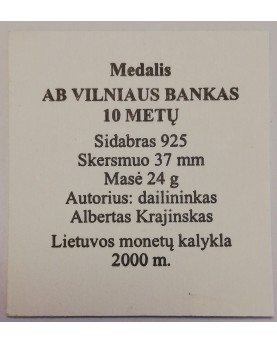 Medalis
AB VILNIAUS BANKAS
10 METŲ
Sidabras 925
Skersmuo 37 mm
Masė 24 g
Autorius: dailininkas
Albertas Krajinskas
Lietuvos monetų kalykla
2000 m.